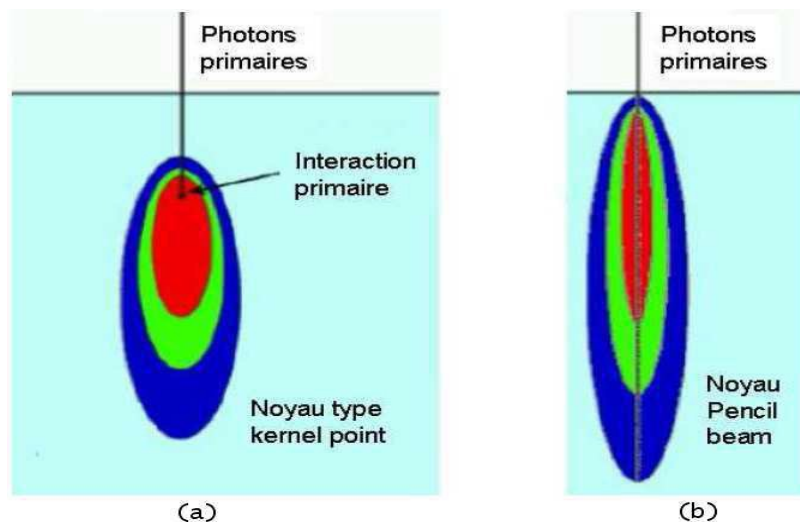 Photons
primaires
Interaction
primaire
Noyau type
kernel point
(a)
Photons
primaires
Noyau
Pencil
beam
(b)